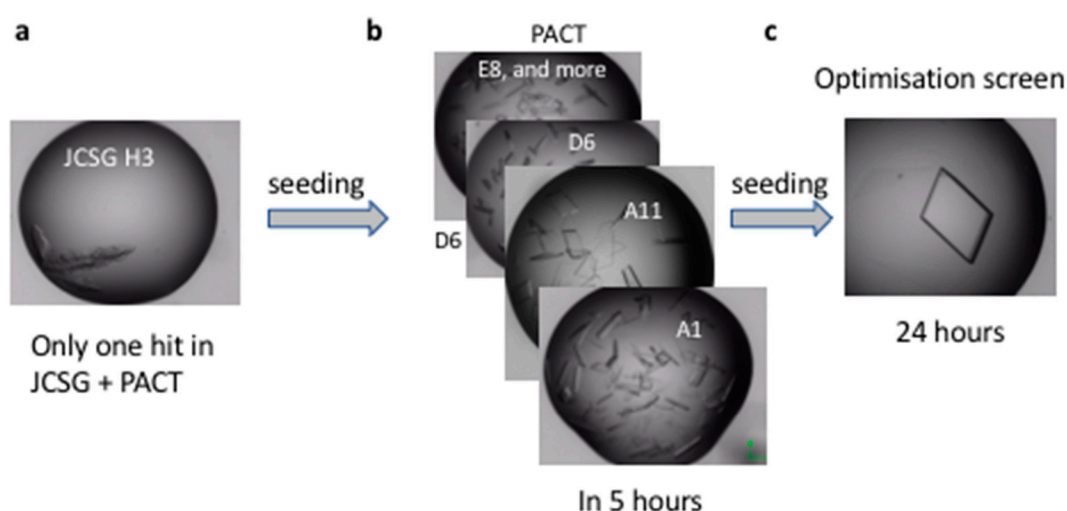 a
JCSG H3
Only one hit in
JCSG + PACT
seeding
b
PACT
E8, and more
D6
A11
D6
A1
In 5 hours
seeding
c
Optimisation screen
24 hours